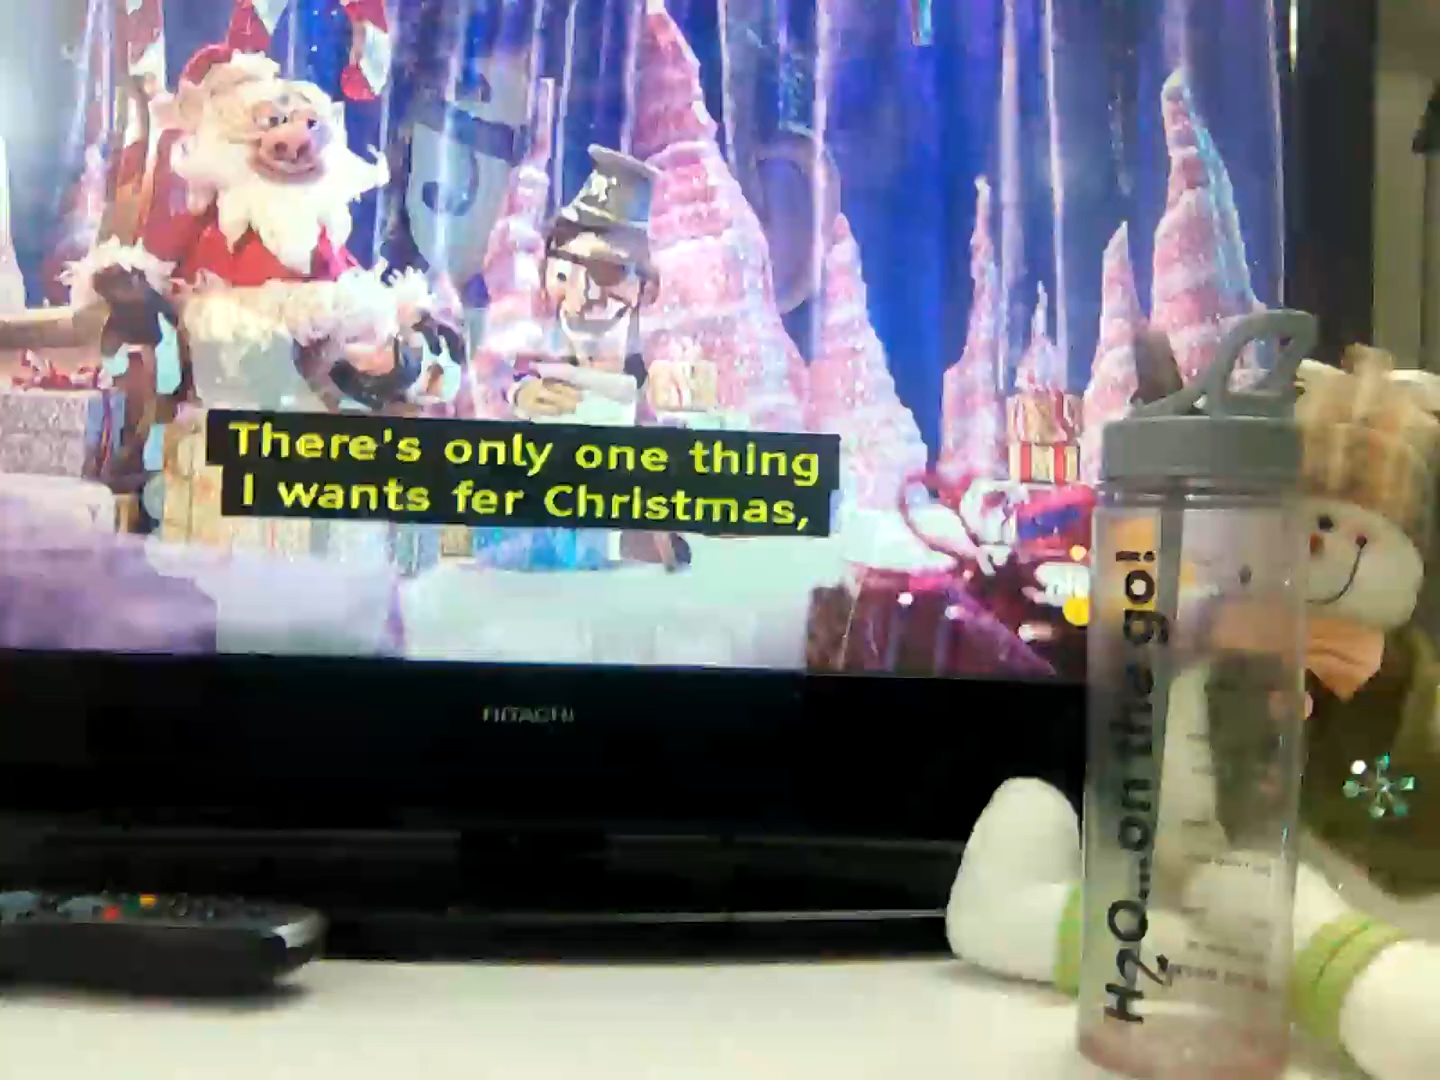 There's only one thing
I wants fer Christmas,
HITACHI
H2O...on the go!